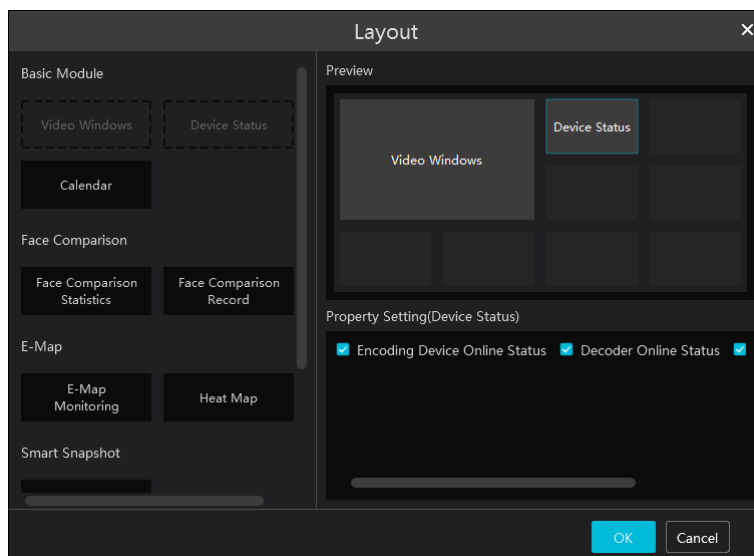 Layout
Basic Module
Video Windows
Device Status
Calendar
Face Comparison
Face Comparison
Statistics
Face Comparison
Record
E-Map
E-Map
Monitoring
Heat Map
Smart Snapshot
Preview
Video Windows
Device Status
Property Setting(Device Status)
Encoding Device Online Status
Decoder Online Status
OK
Cancel